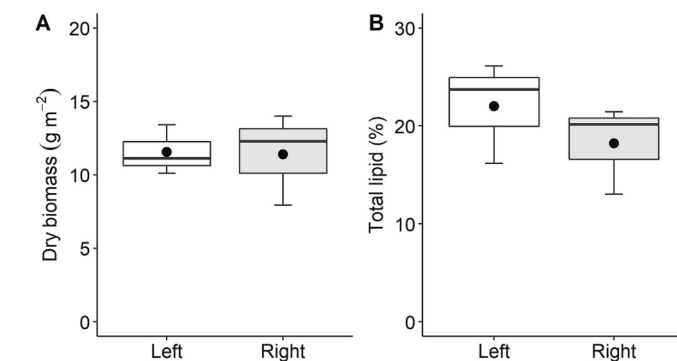 A
Dry biomass (g m⁻²)
20
15
10
5
0
Left Right
B
Total lipid (%)
30
20
10
0
Left Right